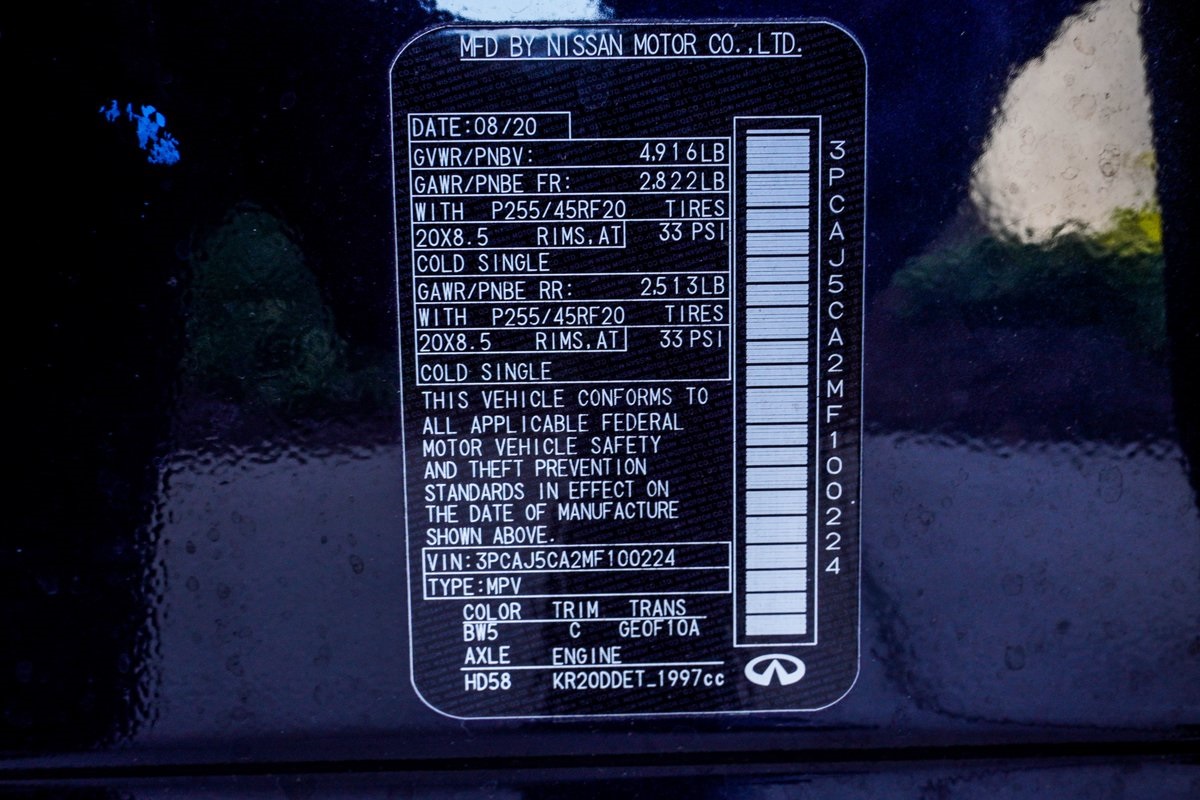 MFD BY NISSAN MOTOR CO.,LTD.
DATE:08/20
GVWR/PNBV: 4,916LB
GAWR/PNBE FR: 2,822LB
WITH P255/45RF20 TIRES
20X8.5 RIMS,AT 33 PSI
COLD SINGLE
GAWR/PNBE RR: 2,513LB
WITH P255/45RF20 TIRES
20X8.5 RIMS,AT 33 PSI
COLD SINGLE
THIS VEHICLE CONFORMS TO
ALL APPLICABLE FEDERAL
MOTOR VEHICLE SAFETY
AND THEFT PREVENTION
STANDARDS IN EFFECT ON
THE DATE OF MANUFACTURE
SHOWN ABOVE.
VIN:3PCAJ5CA2MF100224
TYPE:MPV
COLOR TRIM TRANS
BW5 C GE0F10A
AXLE ENGINE
HD58 KR20DDET_1997cc
3PCAJ5CA2MF100224